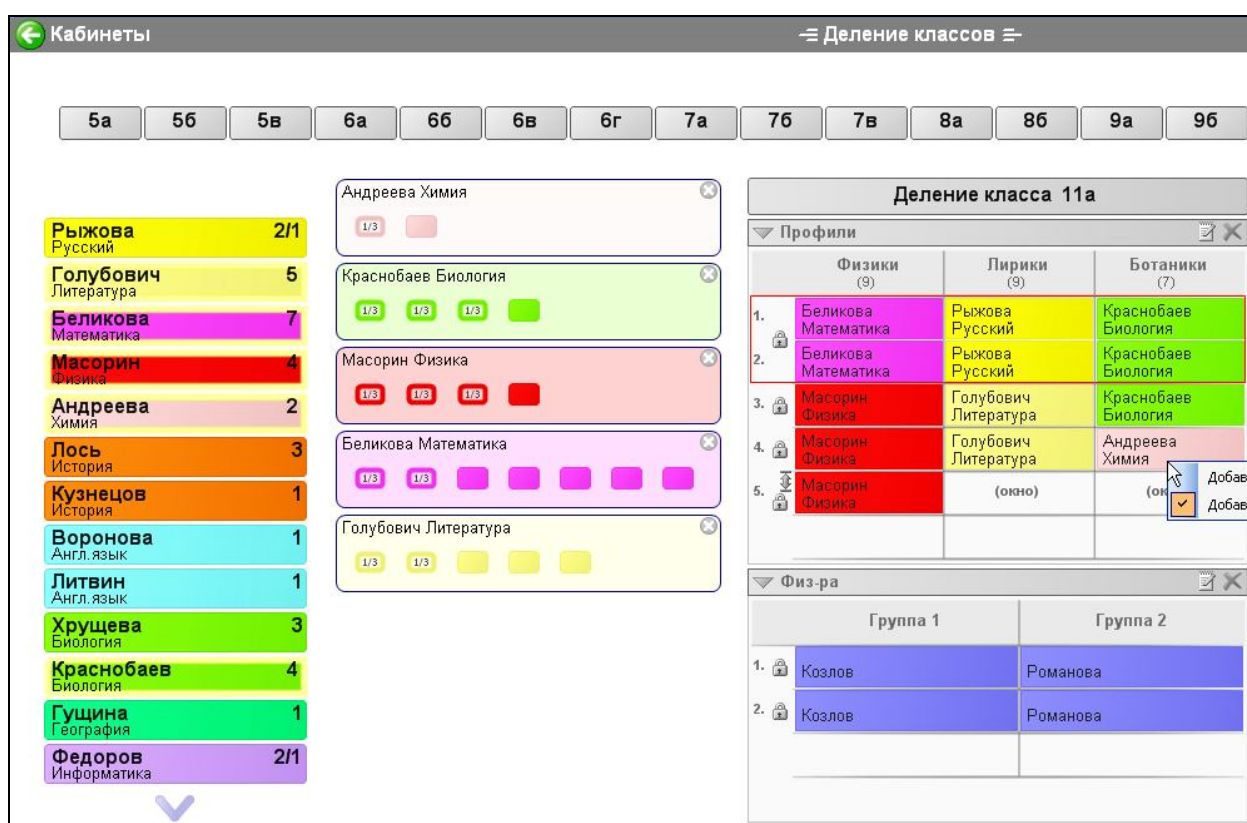 Кабинеты
Деление классов
5а 5б 5в 6а 6б 6в 6г 7а 7б 7в 8а 8б 9а 9б
Рыжова 2/1
Русский
Голубович 5
Литература
Беликова 7
Математика
Масорин 4
Физика
Андреева 2
Химия
Лось 3
История
Кузнецов 1
История
Воронова 1
Англ.язык
Литвин 1
Англ.язык
Хрущева 3
Биология
Краснобаев 4
Биология
Гущина 1
География
Федоров 2/1
Информатика
Андреева Химия
1/3
Краснобаев Биология
1/3 1/3 1/3
Масорин Физика
1/3 1/3 1/3
Беликова Математика
1/3 1/3
Голубович Литература
1/3 1/3
Деление класса 11а
Профили
Физики Лирики Ботаники
(9) (9) (7)
1. Беликова Рыжова Краснобаев
Математика Русский Биология
2. Беликова Рыжова Краснобаев
Математика Русский Биология
3. Масорин Голубович Краснобаев
Физика Литература Биология
4. Масорин Голубович Андреева
Физика Литература Химия
5. Масорин (окно) (ок
Физика
Добав
Добав
Физ-ра
Группа 1 Группа 2
1. Козлов Романова
2. Козлов Романова